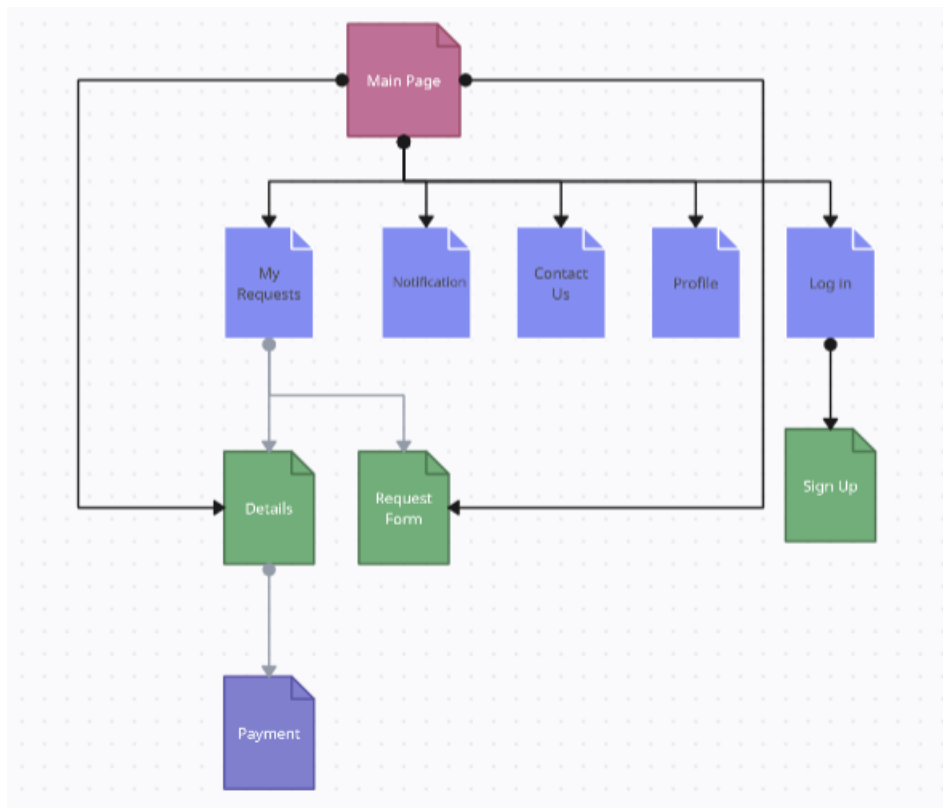 Main Page
My
Requests
Notification
Contact
Us
Profile
Log in
Details
Request
Form
Sign Up
Payment